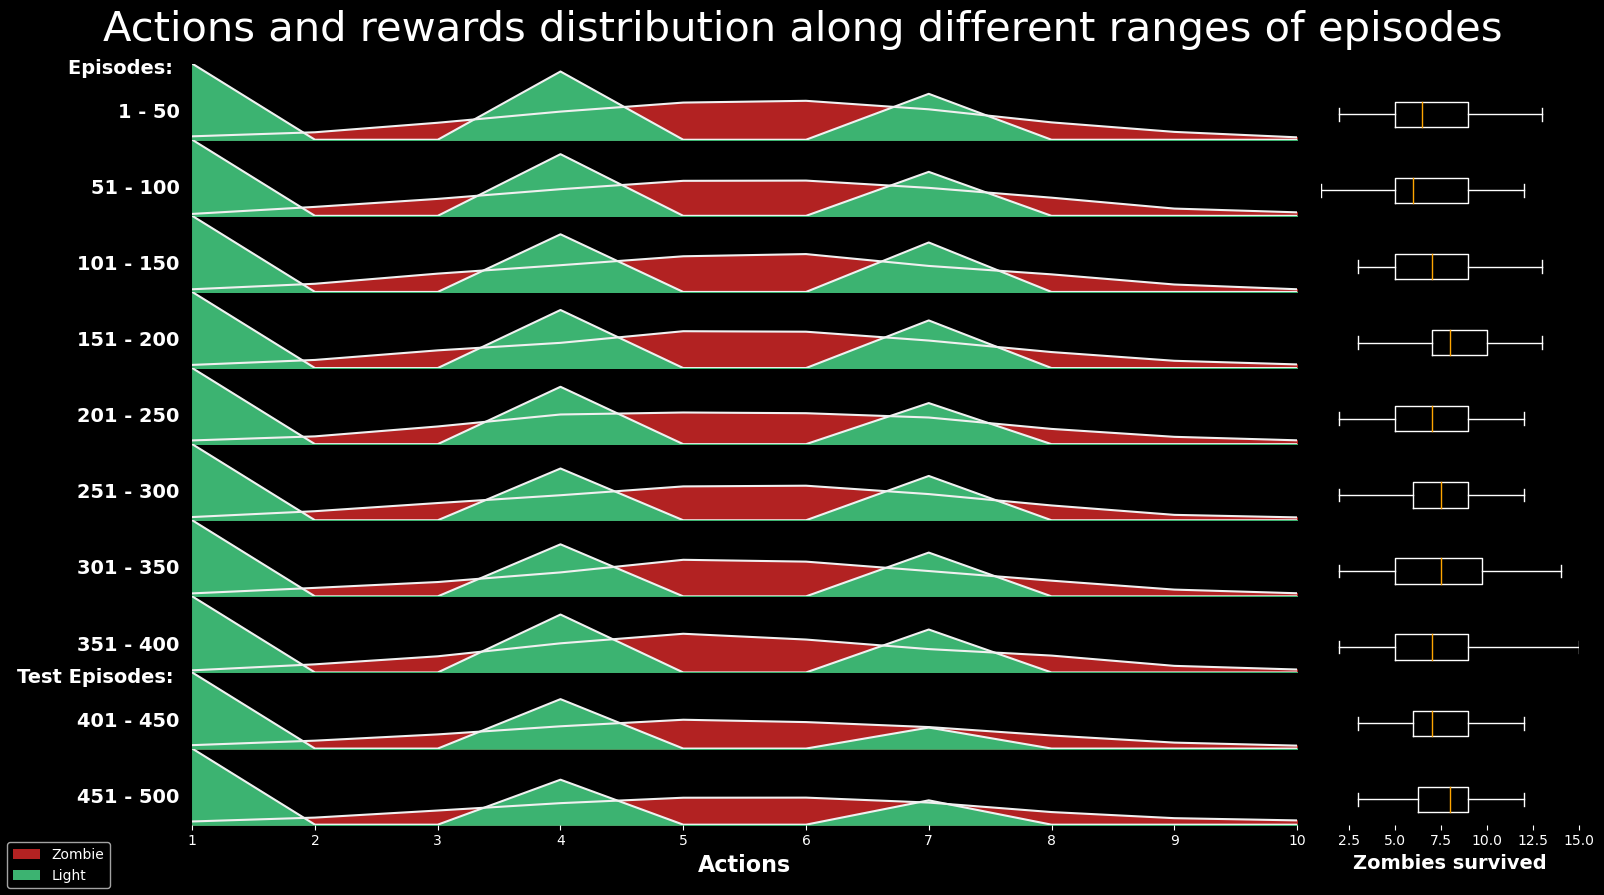 Actions and rewards distribution along different ranges of episodes
Episodes:
1 - 50
51 - 100
101 - 150
151 - 200
201 - 250
251 - 300
301 - 350
351 - 400
Test Episodes:
401 - 450
451 - 500
1 2 3 4 5 6 7 8 9 10
2.5 5.0 7.5 10.0 12.5 15.0
Actions
Zombies survived
Zombie
Light